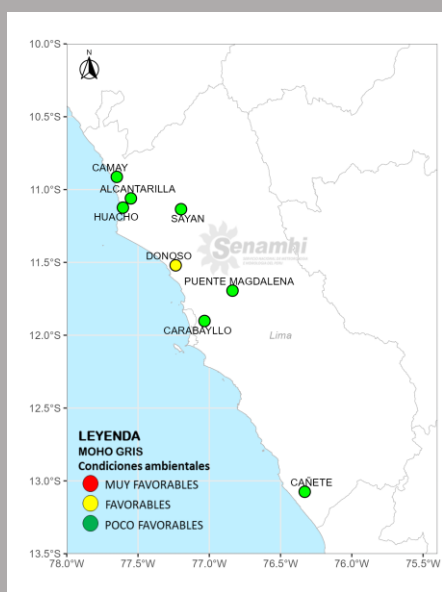 10.0°S
N
10.5°S
CAMAY
11.0°S
ALCANTARILLA
HUACHO
SAYAN
11.5°S
DONOSO
Senamhi
PUENTE MAGDALENA
12.0°S
CARABAYLLO
Lima
12.5°S
LEYENDA
MOHO GRIS
Condiciones ambientales
MUY FAVORABLES
FAVORABLES
POCO FAVORABLES
13.0°S
CAÑETE
13.5°S
78.0°W 77.5°W 77.0°W 76.5°W 76.0°W 75.5°W